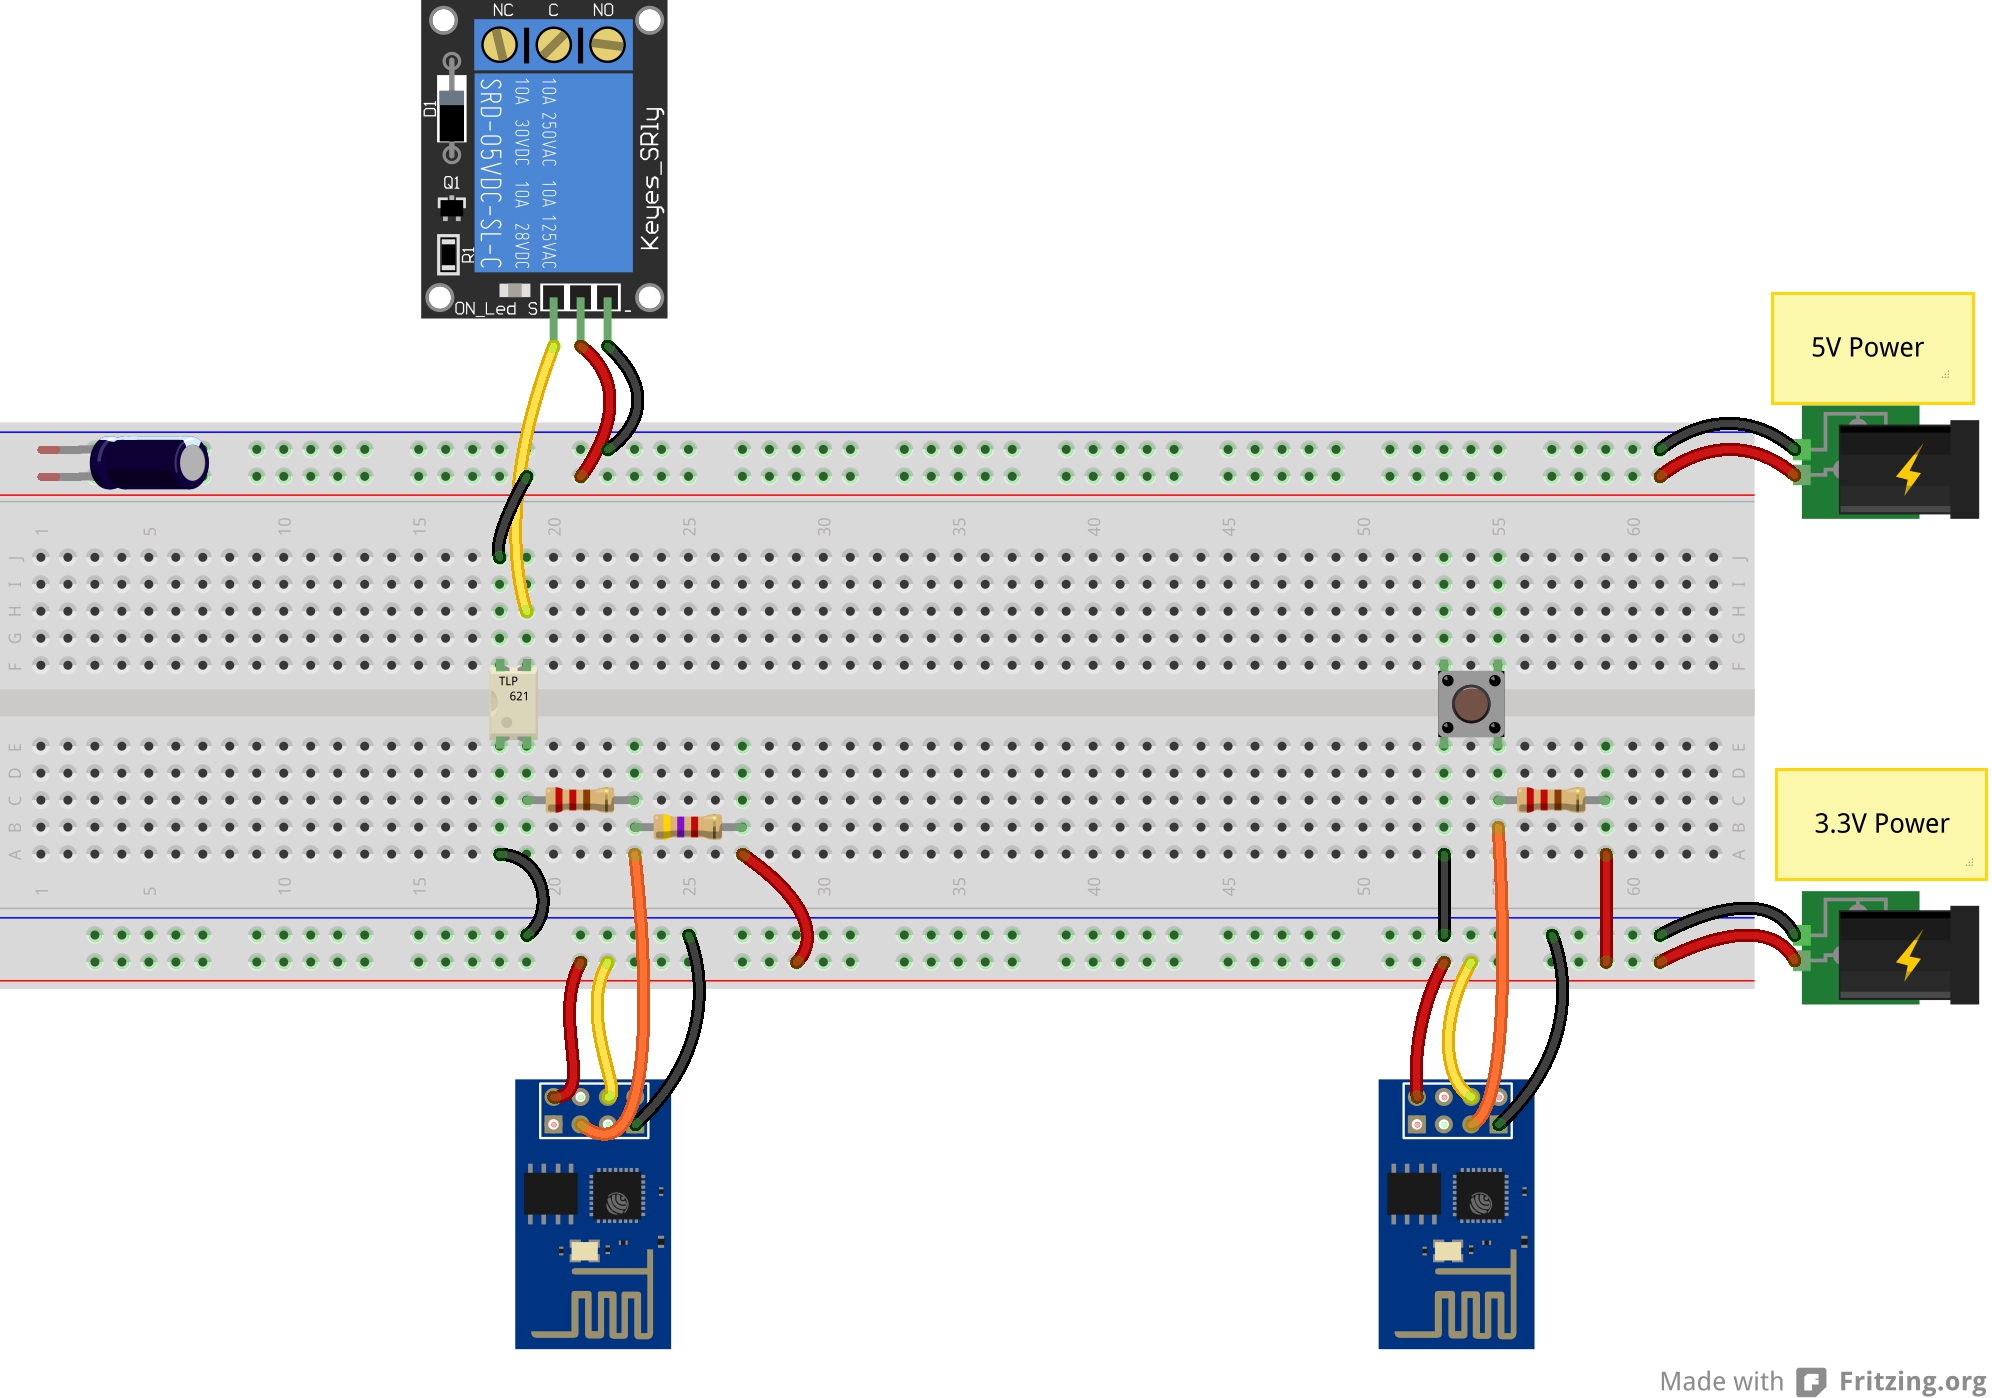 NC C NO
D1
SRD-05VDC-SL-C
10A 30VDC 10A 28VDC
10A 250VAC 10A 125VAC
Keyes_SRly
Q1
R1
ON_Led S -
5V Power
1 5 10 15 20 25 30 35 40 45 50 55 60
J J
I I
H H
G G
F F
TLP
621
E E
D D
C C
B B
A A
3.3V Power
1 5 10 15 20 25 30 35 40 45 50 55 60
Made with Fritzing.org